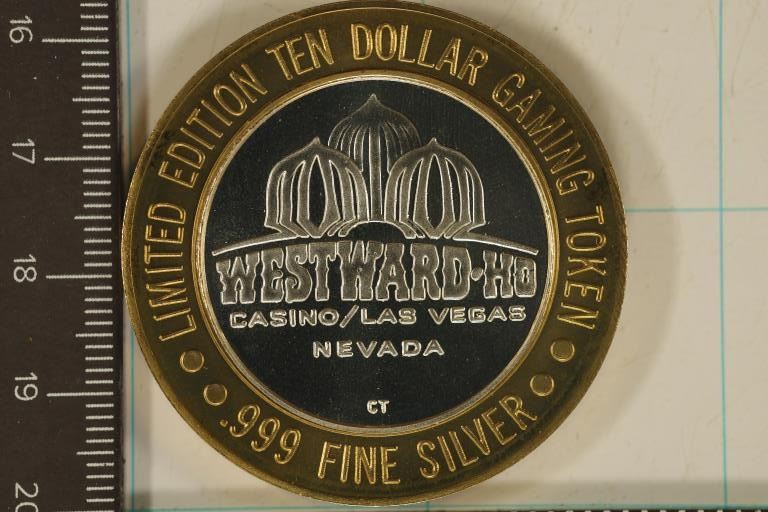 LIMITED EDITION TEN DOLLAR GAMING TOKEN
WESTWARD-HO
CASINO/LAS VEGAS
NEVADA
CT
.999 FINE SILVER
16
17
18
19
20